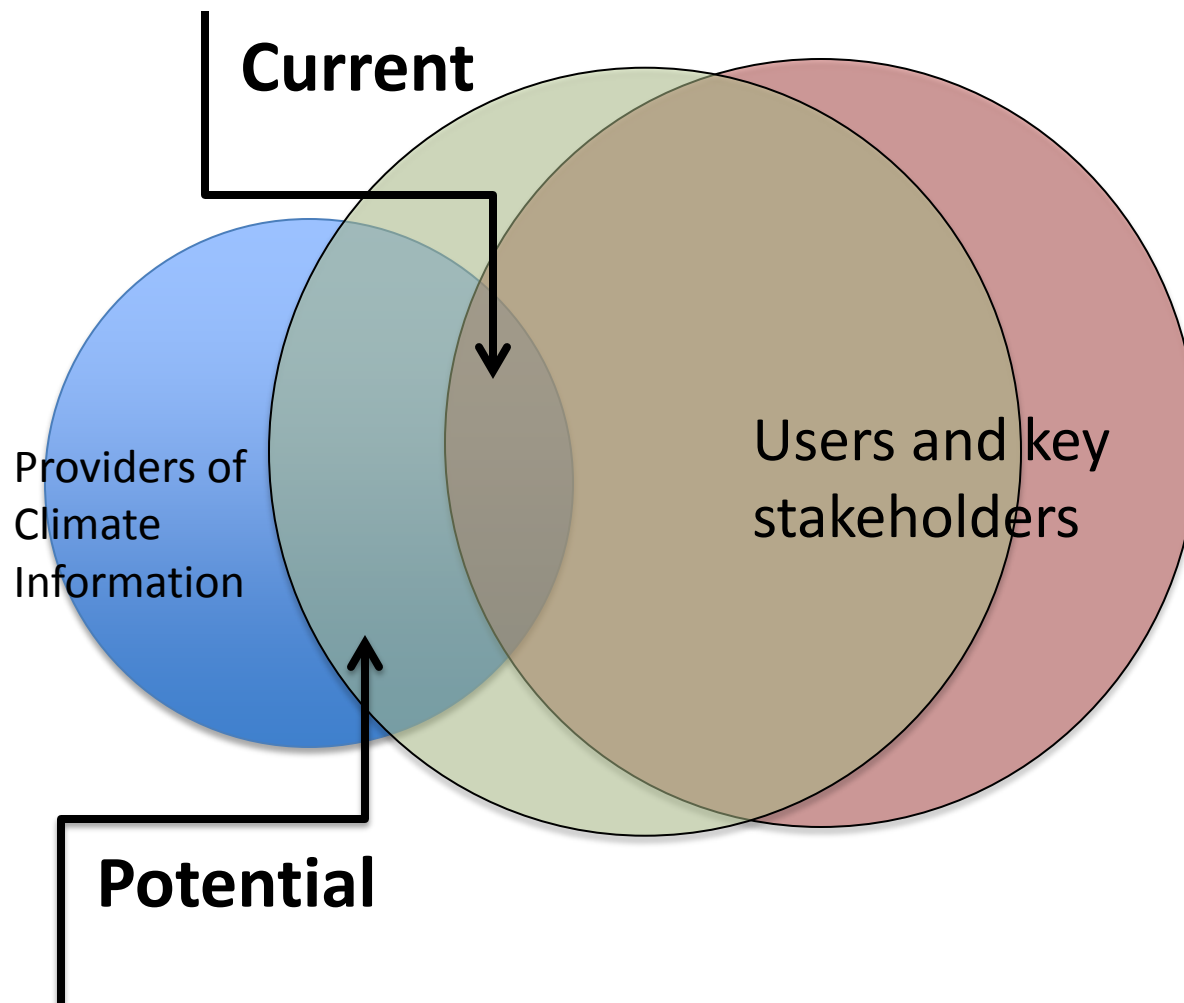 Current
Providers of
Climate
Information
Users and key
stakeholders
Potential